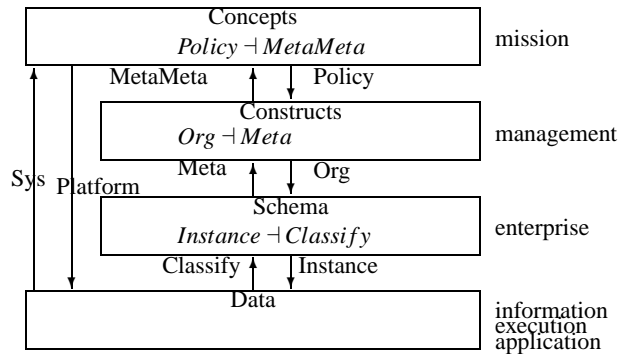 Concepts
Policy ⊣ MetaMeta
mission
MetaMeta
Policy
Constructs
Org ⊣ Meta
management
Meta
Org
Sys
Platform
Schema
Instance ⊣ Classify
enterprise
Classify
Instance
Data
information
execution
application